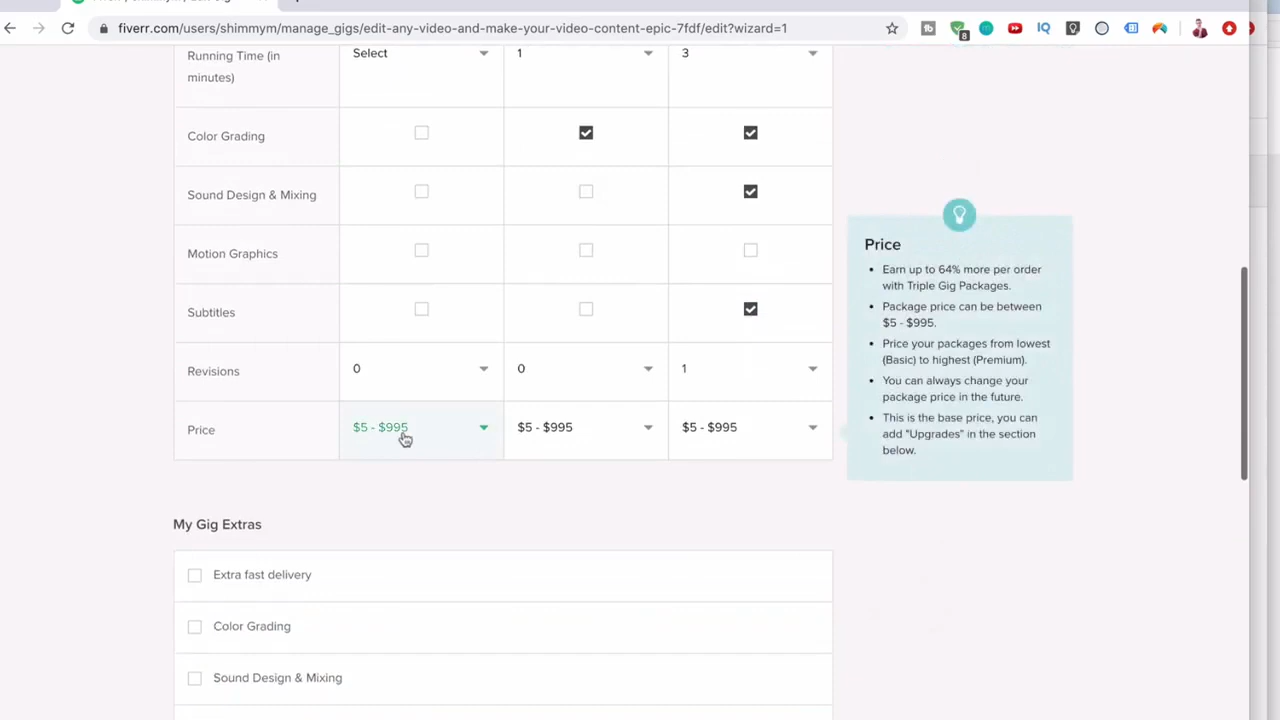 fiverr.com/users/shimmym/manage_gigs/edit-any-video-and-make-your-video-content-epic-7fdf/edit?wizard=1
8
Running Time (in
minutes)
Select
1
3
Color Grading
Sound Design & Mixing
Motion Graphics
Subtitles
Revisions
0
0
1
Price
$5 - $995
$5 - $995
$5 - $995
Price
Earn up to 64% more per order
with Triple Gig Packages.
Package price can be between
$5 - $995.
Price your packages from lowest
(Basic) to highest (Premium).
You can always change your
package price in the future.
This is the base price, you can
add "Upgrades" in the section
below.
My Gig Extras
Extra fast delivery
Color Grading
Sound Design & Mixing